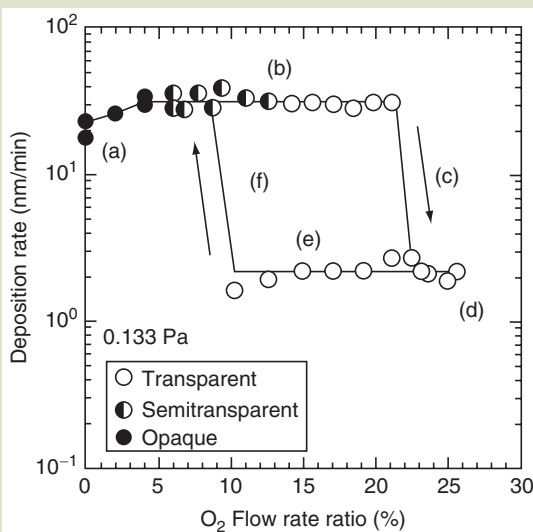 10²
(b)
(a)
(c)
(f)
10¹
Deposition rate (nm/min)
(e)
(d)
10⁰
0.133 Pa
Transparent
Semitransparent
Opaque
10⁻¹
0 5 10 15 20 25 30
O₂ Flow rate ratio (%)